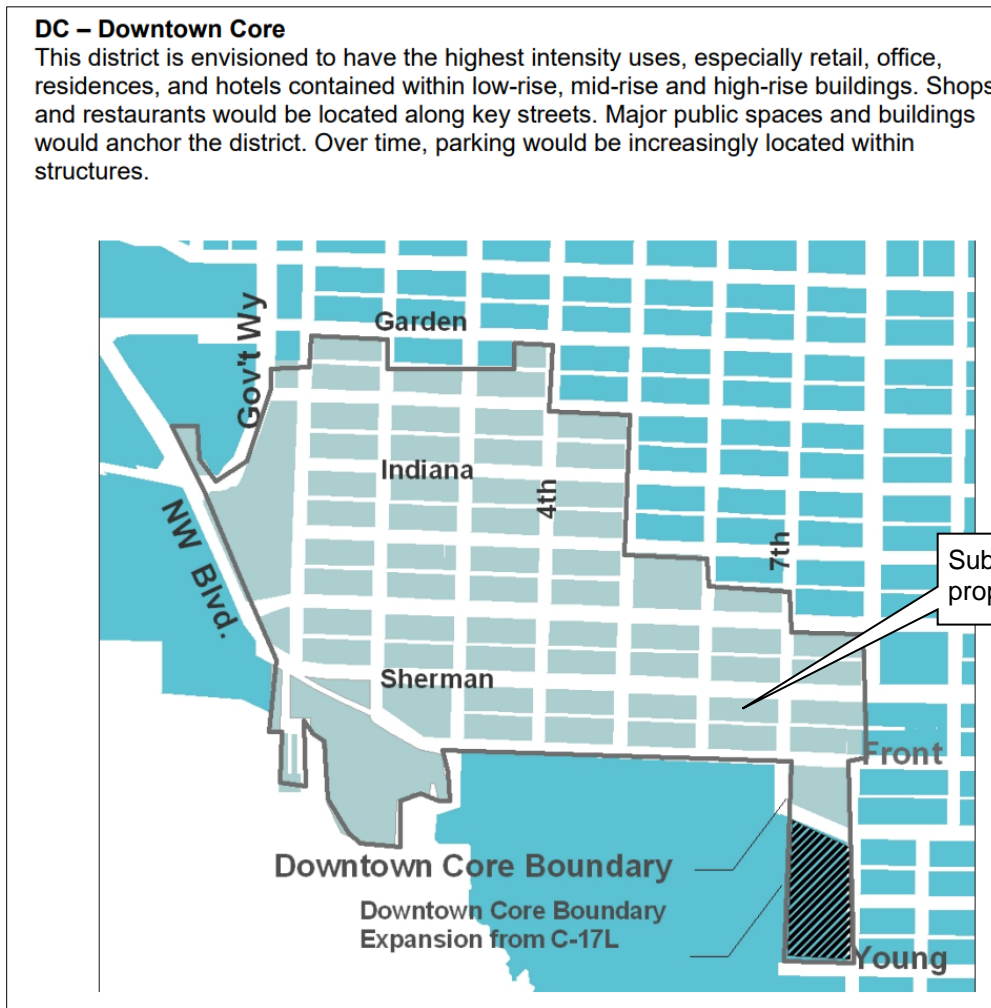 DC – Downtown Core
This district is envisioned to have the highest intensity uses, especially retail, office,
residences, and hotels contained within low-rise, mid-rise and high-rise buildings. Shops
and restaurants would be located along key streets. Major public spaces and buildings
would anchor the district. Over time, parking would be increasingly located within
structures.
Garden
Gov't Wy
Indiana
4th
NW Blvd.
7th
Sub
prop
Sherman
Front
Downtown Core Boundary
Downtown Core Boundary
Expansion from C-17L
Young